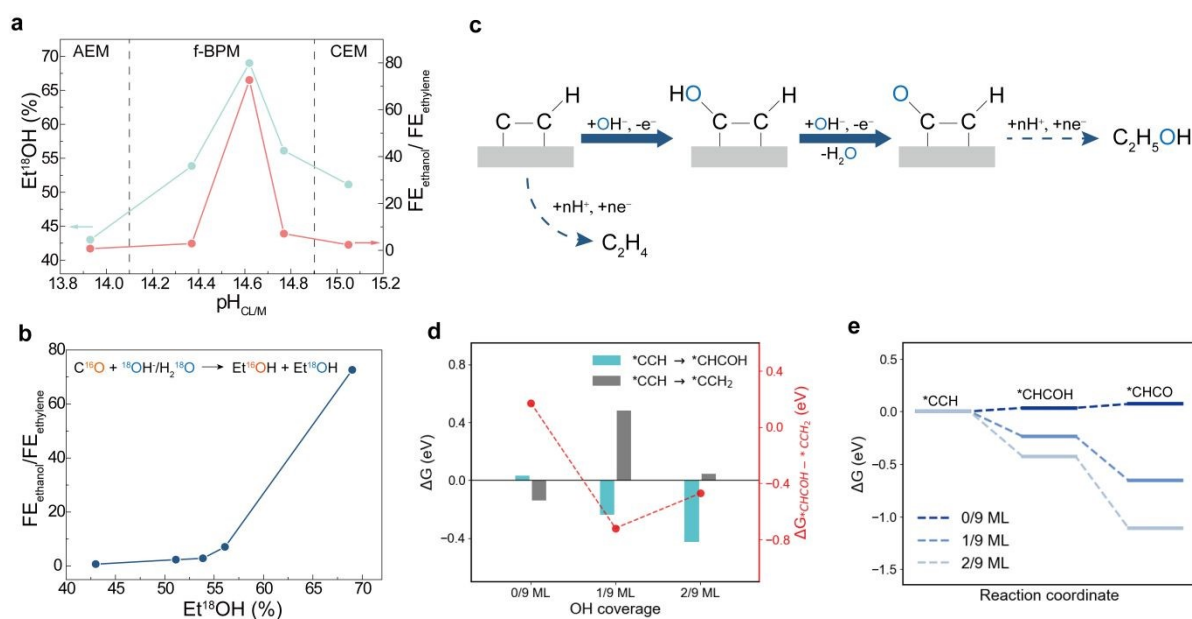 a
AEM
f-BPM
CEM
Et¹⁸OH (%)
70
65
60
55
50
45
40
80
60
40
20
0
FE_ethanol / FE_ethylene
13.8 14.0 14.2 14.4 14.6 14.8 15.0 15.2
pH_CL/M
b
C¹⁶O + ¹⁸OH⁻/H₂¹⁸O → Et¹⁶OH + Et¹⁸OH
FE_ethanol/FE_ethylene
80
60
40
20
0
40 45 50 55 60 65 70
Et¹⁸OH (%)
c
H
C – C
+OH⁻, -e⁻
HO
H
C – C
+OH⁻, -e⁻
-H₂O
O
H
C – C
+nH⁺, +ne⁻
C₂H₅OH
+nH⁺, +ne⁻
C₂H₄
d
*CCH → *CHCOH
*CCH → *CCH₂
ΔG (eV)
0.8
0.4
0.0
−0.4
0.4
0.0
−0.4
−0.8
ΔG*CHCOH − *CCH₂ (eV)
0/9 ML 1/9 ML 2/9 ML
OH coverage
e
ΔG (eV)
0.5
0.0
−0.5
−1.0
−1.5
*CCH
*CHCOH
*CHCO
0/9 ML
1/9 ML
2/9 ML
Reaction coordinate